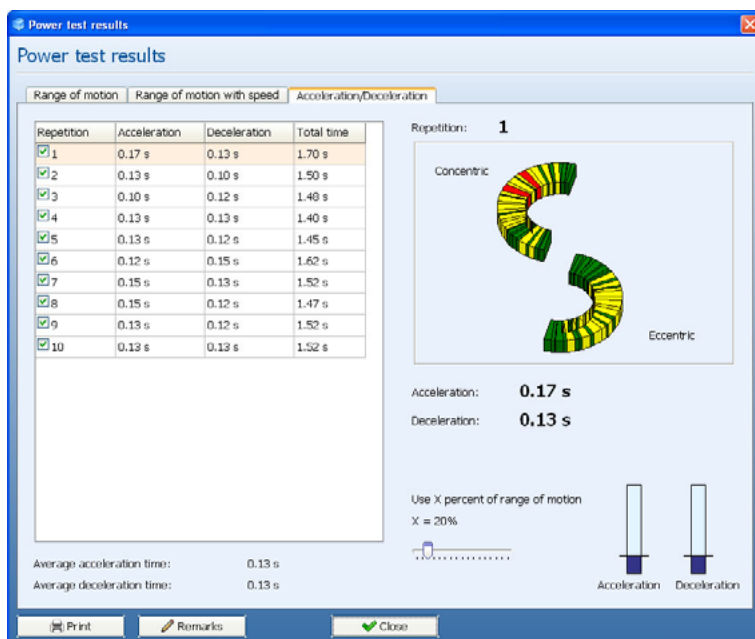 Power test results
Power test results
Range of motion Range of motion with speed Acceleration/Deceleration
Repetition Acceleration Deceleration Total time
1 0.17 s 0.13 s 1.70 s
2 0.13 s 0.10 s 1.50 s
3 0.10 s 0.12 s 1.48 s
4 0.13 s 0.13 s 1.40 s
5 0.13 s 0.12 s 1.45 s
6 0.12 s 0.15 s 1.62 s
7 0.15 s 0.13 s 1.52 s
8 0.15 s 0.12 s 1.47 s
9 0.13 s 0.12 s 1.52 s
10 0.13 s 0.13 s 1.52 s
Average acceleration time: 0.13 s
Average deceleration time: 0.13 s
Repetition: 1
Concentric
Eccentric
Acceleration: 0.17 s
Deceleration: 0.13 s
Use X percent of range of motion
X = 20%
Acceleration Deceleration
Print Remarks Close